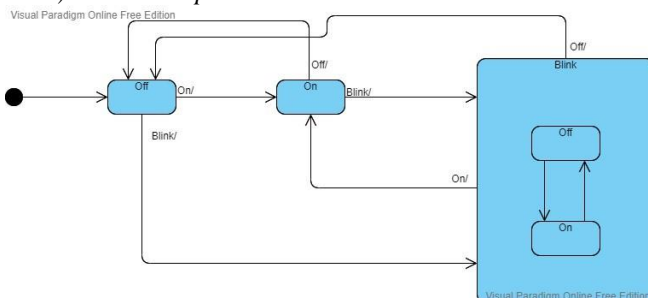 Visual Paradigm Online Free Edition
Off/
Blink
Off/
Off
On/
On
Blink/
Blink/
Off
On/
On
Visual Paradigm Online Free Edition